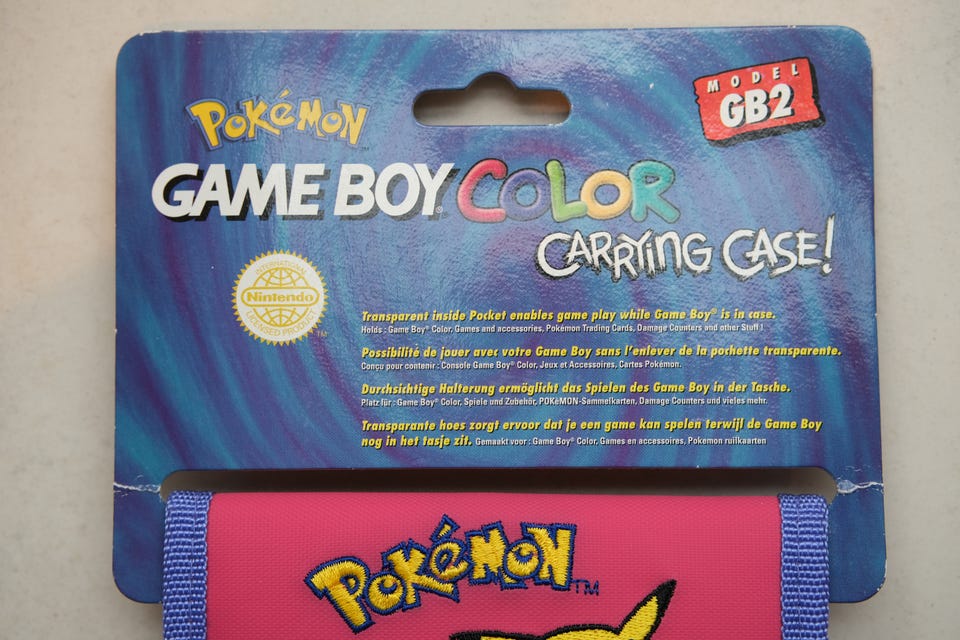 POKéMON™
MODEL
GB2
GAME BOY® COLOR
CARRYING CASE!
INTERNATIONAL
Nintendo®
LICENSED PRODUCT
™
Transparent inside Pocket enables game play while Game Boy® is in case.
Holds : Game Boy® Color, Games and accessories, Pokémon Trading Cards, Damage Counters and other Stuff !
Possibilité de jouer avec votre Game Boy sans l'enlever de la pochette transparente.
Conçu pour contenir : Console Game Boy® Color, Jeux et Accessoires, Cartes Pokémon.
Durchsichtige Halterung ermöglicht das Spielen des Game Boy in der Tasche.
Platz für : Game Boy® Color, Spiele und Zubehör, POKéMON-Sammelkarten, Damage Counters und vieles mehr.
Transparante hoes zorgt ervoor dat je een game kan spelen terwijl de Game Boy
nog in het tasje zit. Gemaakt voor : Game Boy® Color, Games en accessoires, Pokemon ruilkaarten
POKéMON™